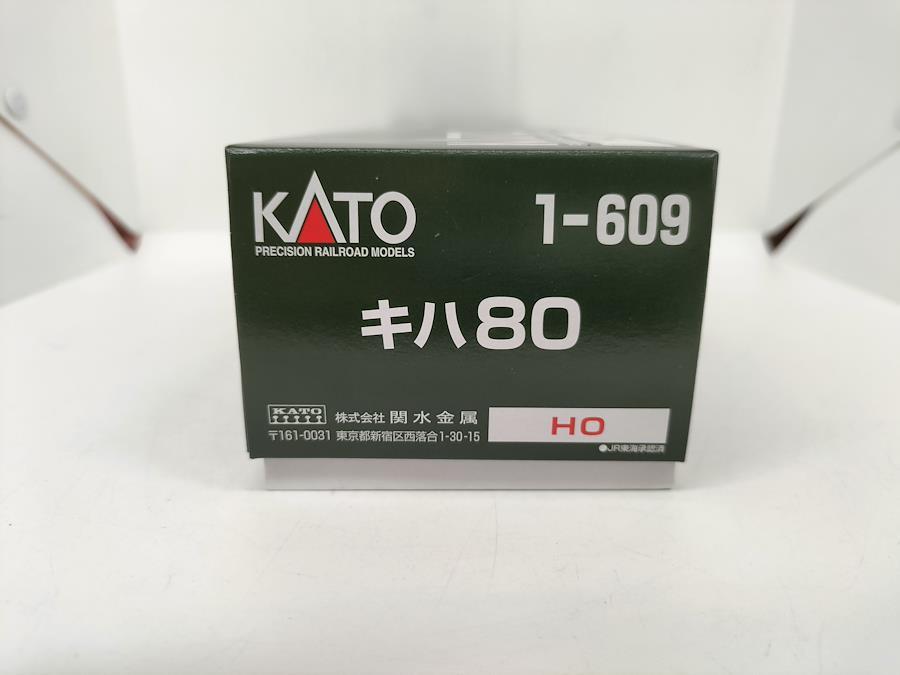 KATO 1-609
PRECISION RAILROAD MODELS
キハ80
KATO 株式会社 関水金属
〒161-0031 東京都新宿区西落合1-30-15
HO
●JR東海承認済